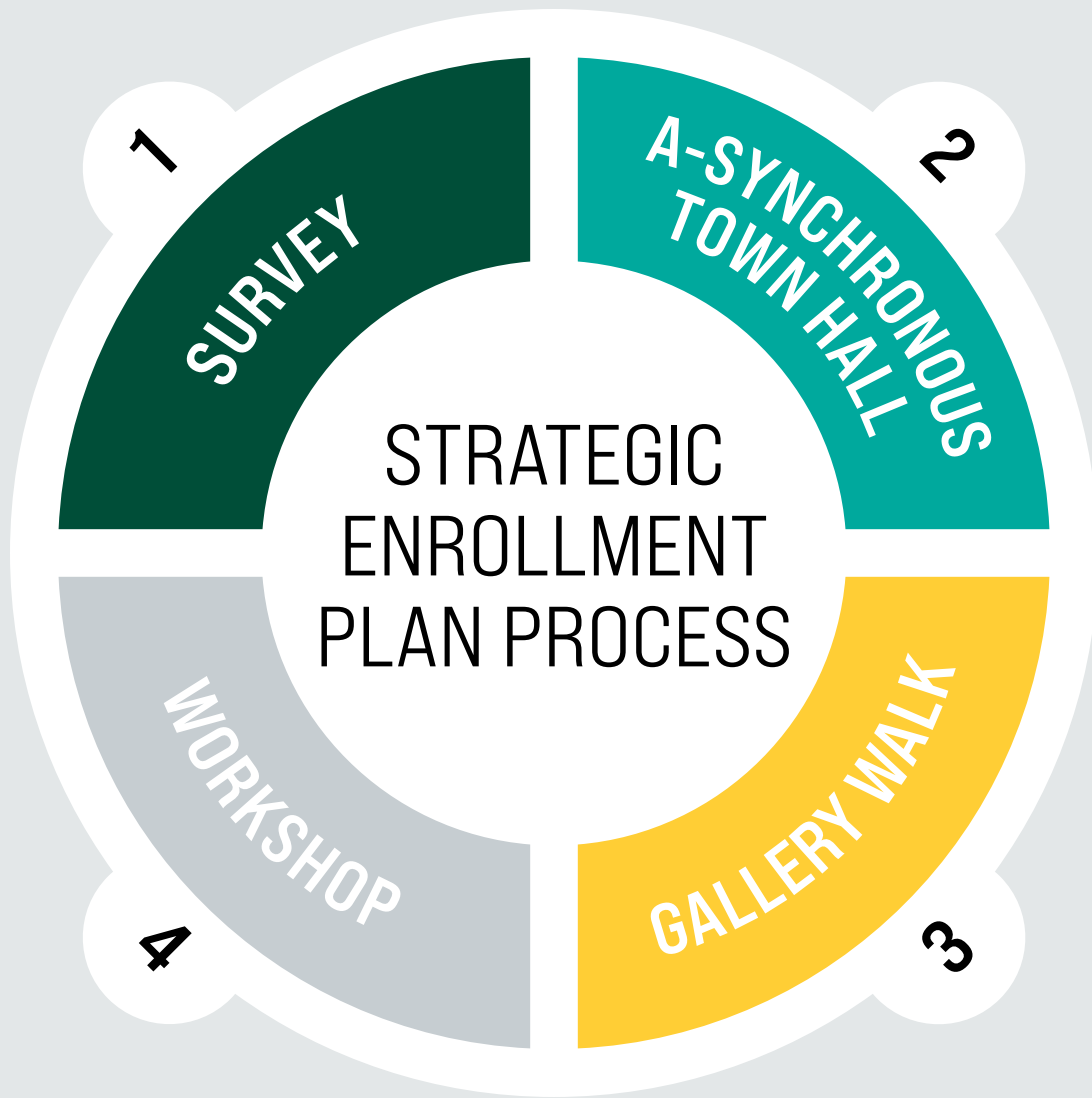 1
SURVEY
2
A-SYNCHRONOUS
TOWN HALL
STRATEGIC
ENROLLMENT
PLAN PROCESS
3
GALLERY WALK
4
WORKSHOP